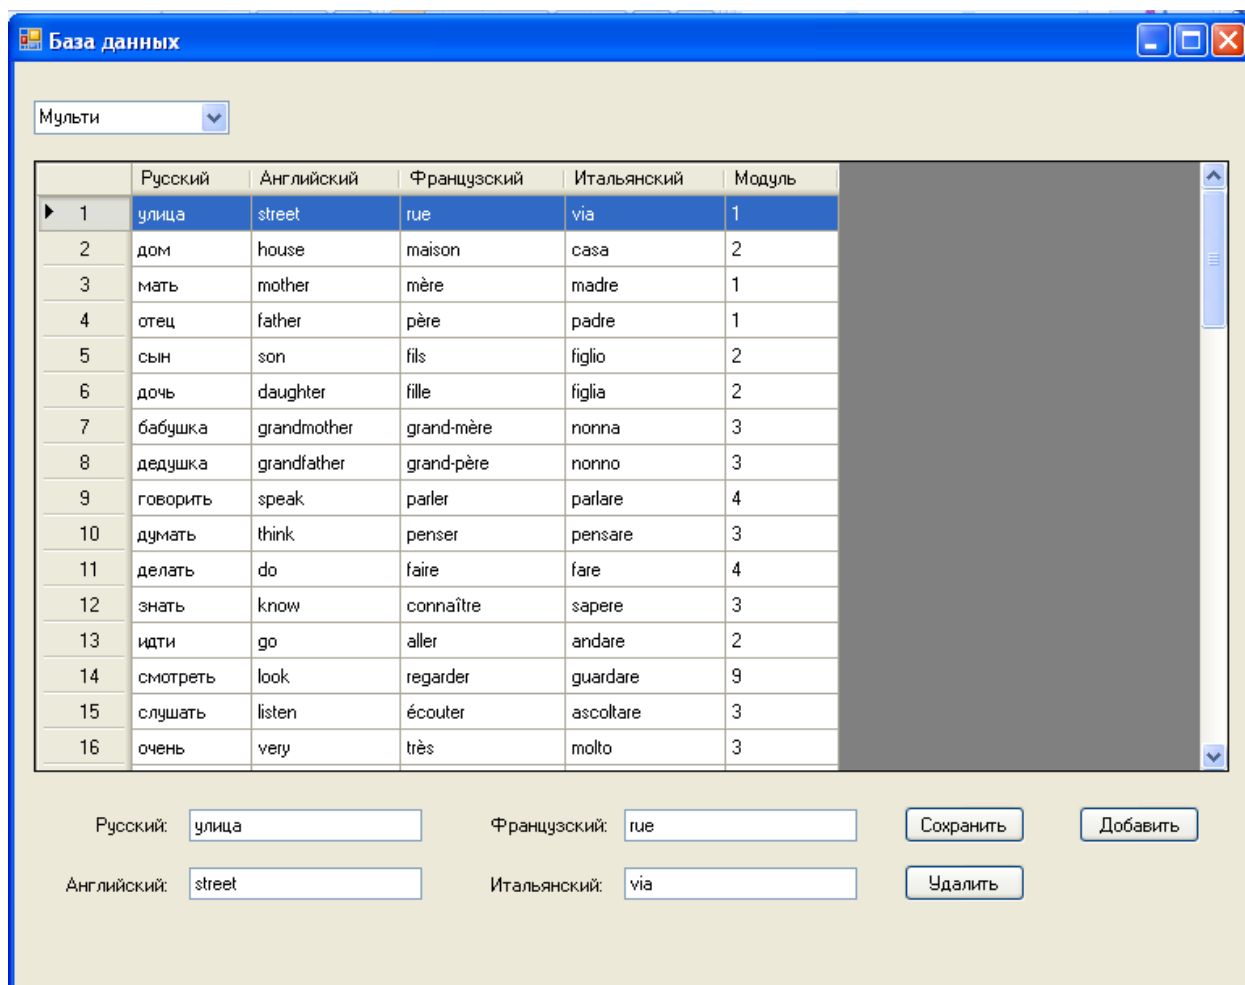 База данных
Мульти
Русский Английский Французский Итальянский Модуль
1 улица street rue via 1
2 дом house maison casa 2
3 мать mother mère madre 1
4 отец father père padre 1
5 сын son fils figlio 2
6 дочь daughter fille figlia 2
7 бабушка grandmother grand-mère nonna 3
8 дедушка grandfather grand-père nonno 3
9 говорить speak parler parlare 4
10 думать think penser pensare 3
11 делать do faire fare 4
12 знать know connaître sapere 3
13 идти go aller andare 2
14 смотреть look regarder guardare 9
15 слушать listen écouter ascoltare 3
16 очень very très molto 3
Русский: улица Французский: rue Сохранить Добавить
Английский: street Итальянский: via Удалить